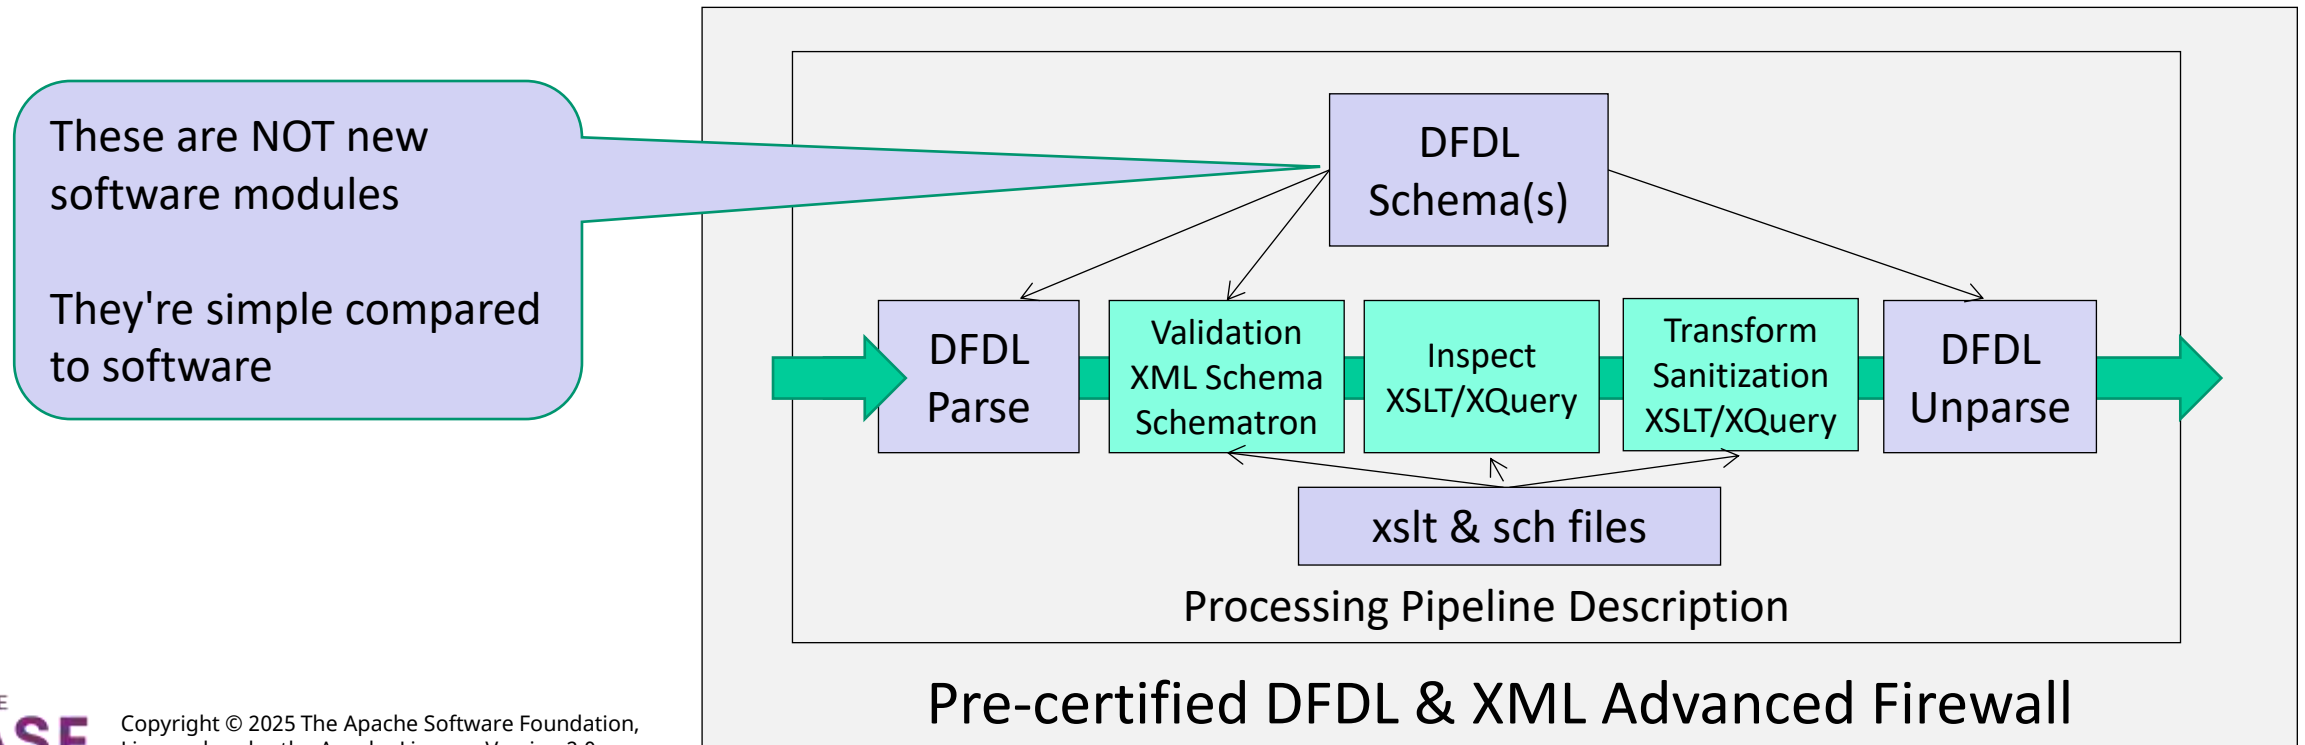 These are NOT new
software modules
They're simple compared
to software
DFDL
Schema(s)
DFDL
Parse
Validation
XML Schema
Schematron
Inspect
XSLT/XQuery
Transform
Sanitization
XSLT/XQuery
DFDL
Unparse
xslt & sch files
Processing Pipeline Description
Pre-certified DFDL & XML Advanced Firewall
Copyright © 2025 The Apache Software Foundation,